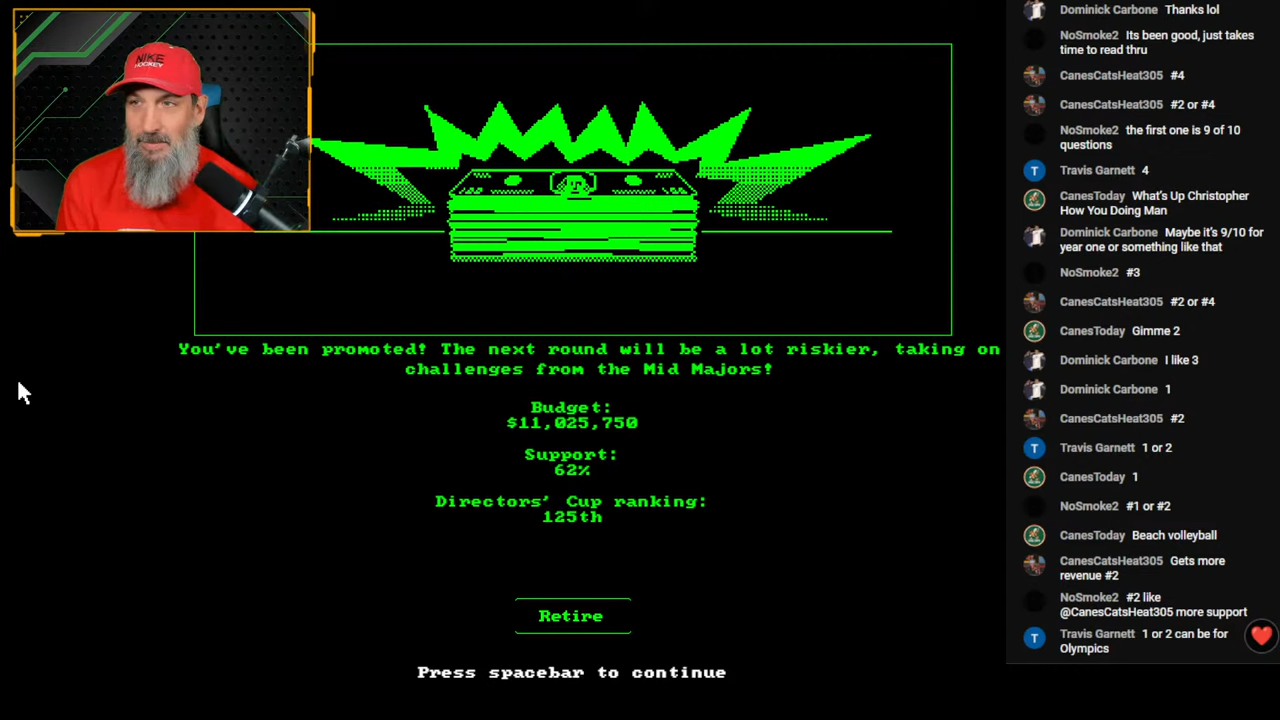 NIKE
HOCKEY
You've been promoted! The next round will be a lot riskier, taking on
challenges from the Mid Majors!
Budget:
$11,025,750
Support:
62%
Directors' Cup ranking:
125th
Retire
Press spacebar to continue
Dominick Carbone Thanks lol
NoSmoke2 Its been good, just takes
time to read thru
CanesCatsHeat305 #4
CanesCatsHeat305 #2 or #4
NoSmoke2 the first one is 9 of 10
questions
T Travis Garnett 4
CanesToday What's Up Christopher
How You Doing Man
Dominick Carbone Maybe it's 9/10 for
year one or something like that
NoSmoke2 #3
CanesCatsHeat305 #2 or #4
CanesToday Gimme 2
Dominick Carbone I like 3
Dominick Carbone 1
CanesCatsHeat305 #2
T Travis Garnett 1 or 2
CanesToday 1
NoSmoke2 #1 or #2
CanesToday Beach volleyball
CanesCatsHeat305 Gets more
revenue #2
NoSmoke2 #2 like
@CanesCatsHeat305 more support
T Travis Garnett 1 or 2 can be for
Olympics